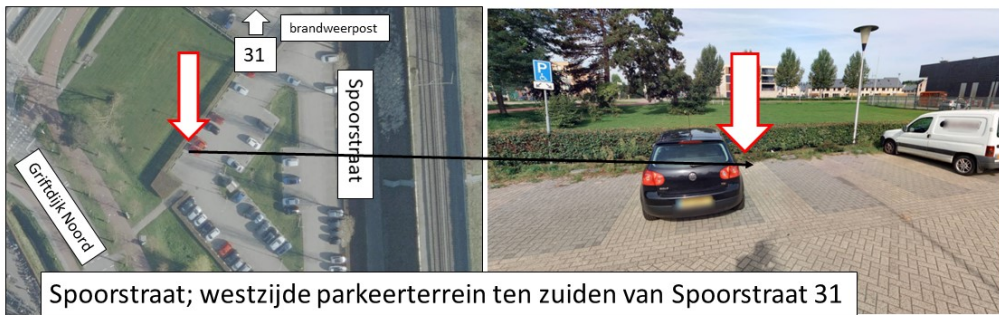 brandweerpost
31
Spoorstraat
Griftdijk Noord
P
Spoorstraat; westzijde parkeerterrein ten zuiden van Spoorstraat 31